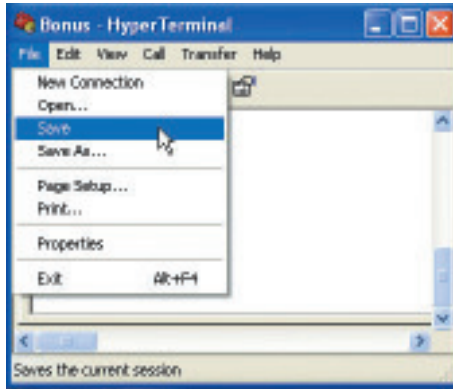 Bonus - HyperTerminal
File Edit View Call Transfer Help
New Connection
Open...
Save
Save As...
Page Setup...
Print...
Properties
Exit Alt+F4
Saves the current session